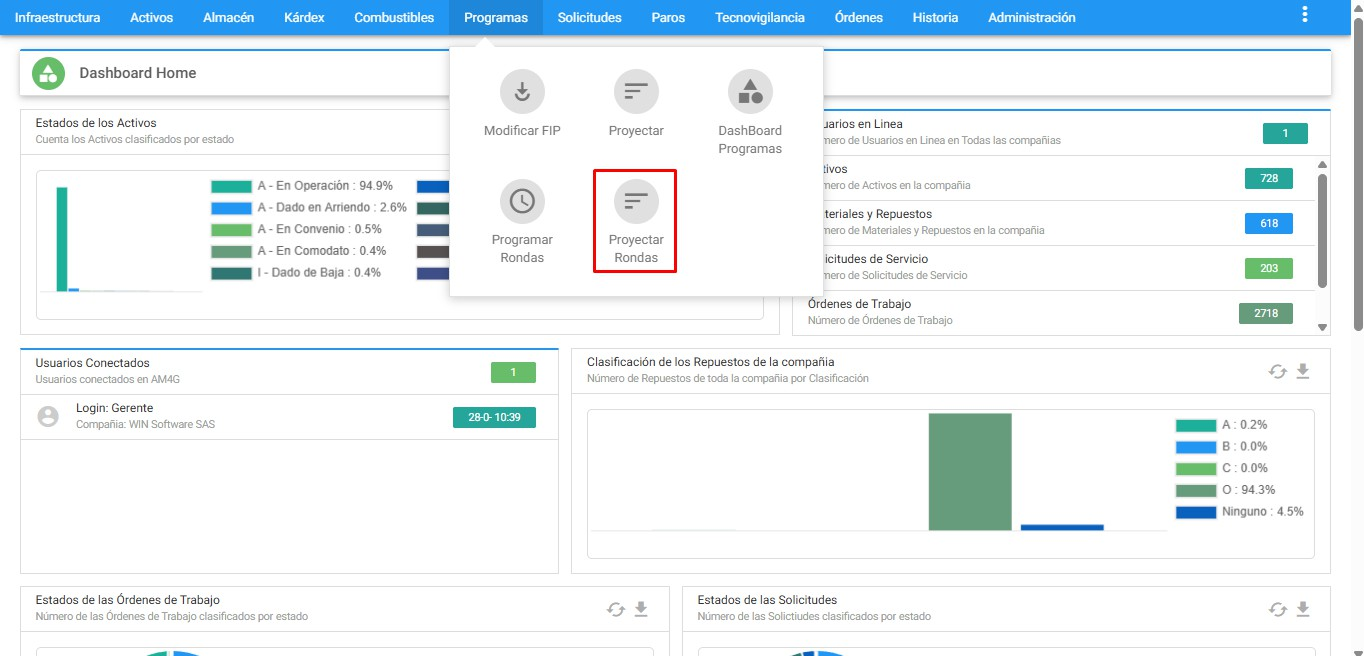 Infraestructura Activos Almacén Kárdex Combustibles Programas Solicitudes Paros Tecnovigilancia Órdenes Historia Administración
Dashboard Home
Modificar FIP
Proyectar
DashBoard
Programas
Programar
Rondas
Proyectar
Rondas
Estados de los Activos
Cuenta los Activos clasificados por estado
A - En Operación : 94.9%
A - Dado en Arriendo : 2.6%
A - En Convenio : 0.5%
A - En Comodato : 0.4%
I - Dado de Baja : 0.4%
uarios en Linea
mero de Usuarios en Linea en Todas las compañias
1
tivos
mero de Activos en la compañia
728
teriales y Repuestos
mero de Materiales y Repuestos en la compañia
618
icitudes de Servicio
mero de Solicitudes de Servicio
203
Órdenes de Trabajo
Número de Órdenes de Trabajo
2718
Usuarios Conectados
Usuarios conectados en AM4G
1
Login: Gerente
Compañia: WIN Software SAS
28-0- 10:39
Clasificación de los Repuestos de la compañia
Número de Repuestos de toda la compañia por Clasificación
A : 0.2%
B : 0.0%
C : 0.0%
O : 94.3%
Ninguno : 4.5%
Estados de las Órdenes de Trabajo
Número de las Órdenes de Trabajo clasificados por estado
Estados de las Solicitudes
Número de las Solictiudes clasificados por estado